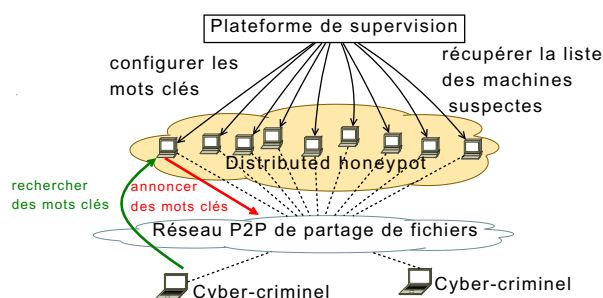 Plateforme de supervision
configurer les
mots clés
récupérer la liste
des machines
suspectes
Distributed honeypot
rechercher
des mots clés
annoncer
des mots clés
Réseau P2P de partage de fichiers
Cyber-criminel
Cyber-criminel